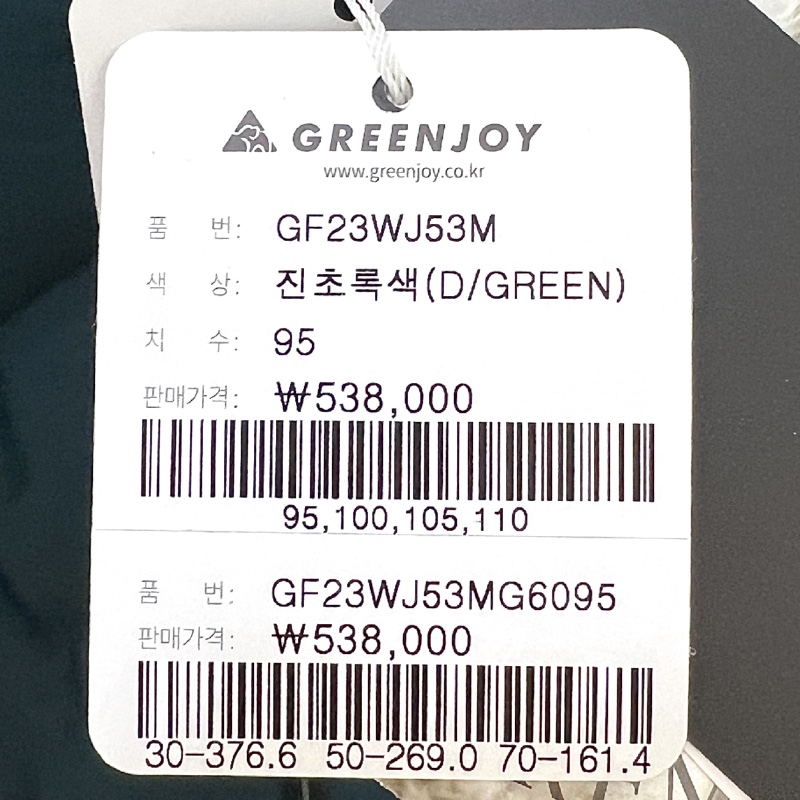 GREENJOY
www.greenjoy.co.kr
품 번: GF23WJ53M
색 상: 진초록색(D/GREEN)
치 수: 95
판매가격: ₩538,000
95,100,105,110
품 번: GF23WJ53MG6095
판매가격: ₩538,000
30-376.6 50-269.0 70-161.4